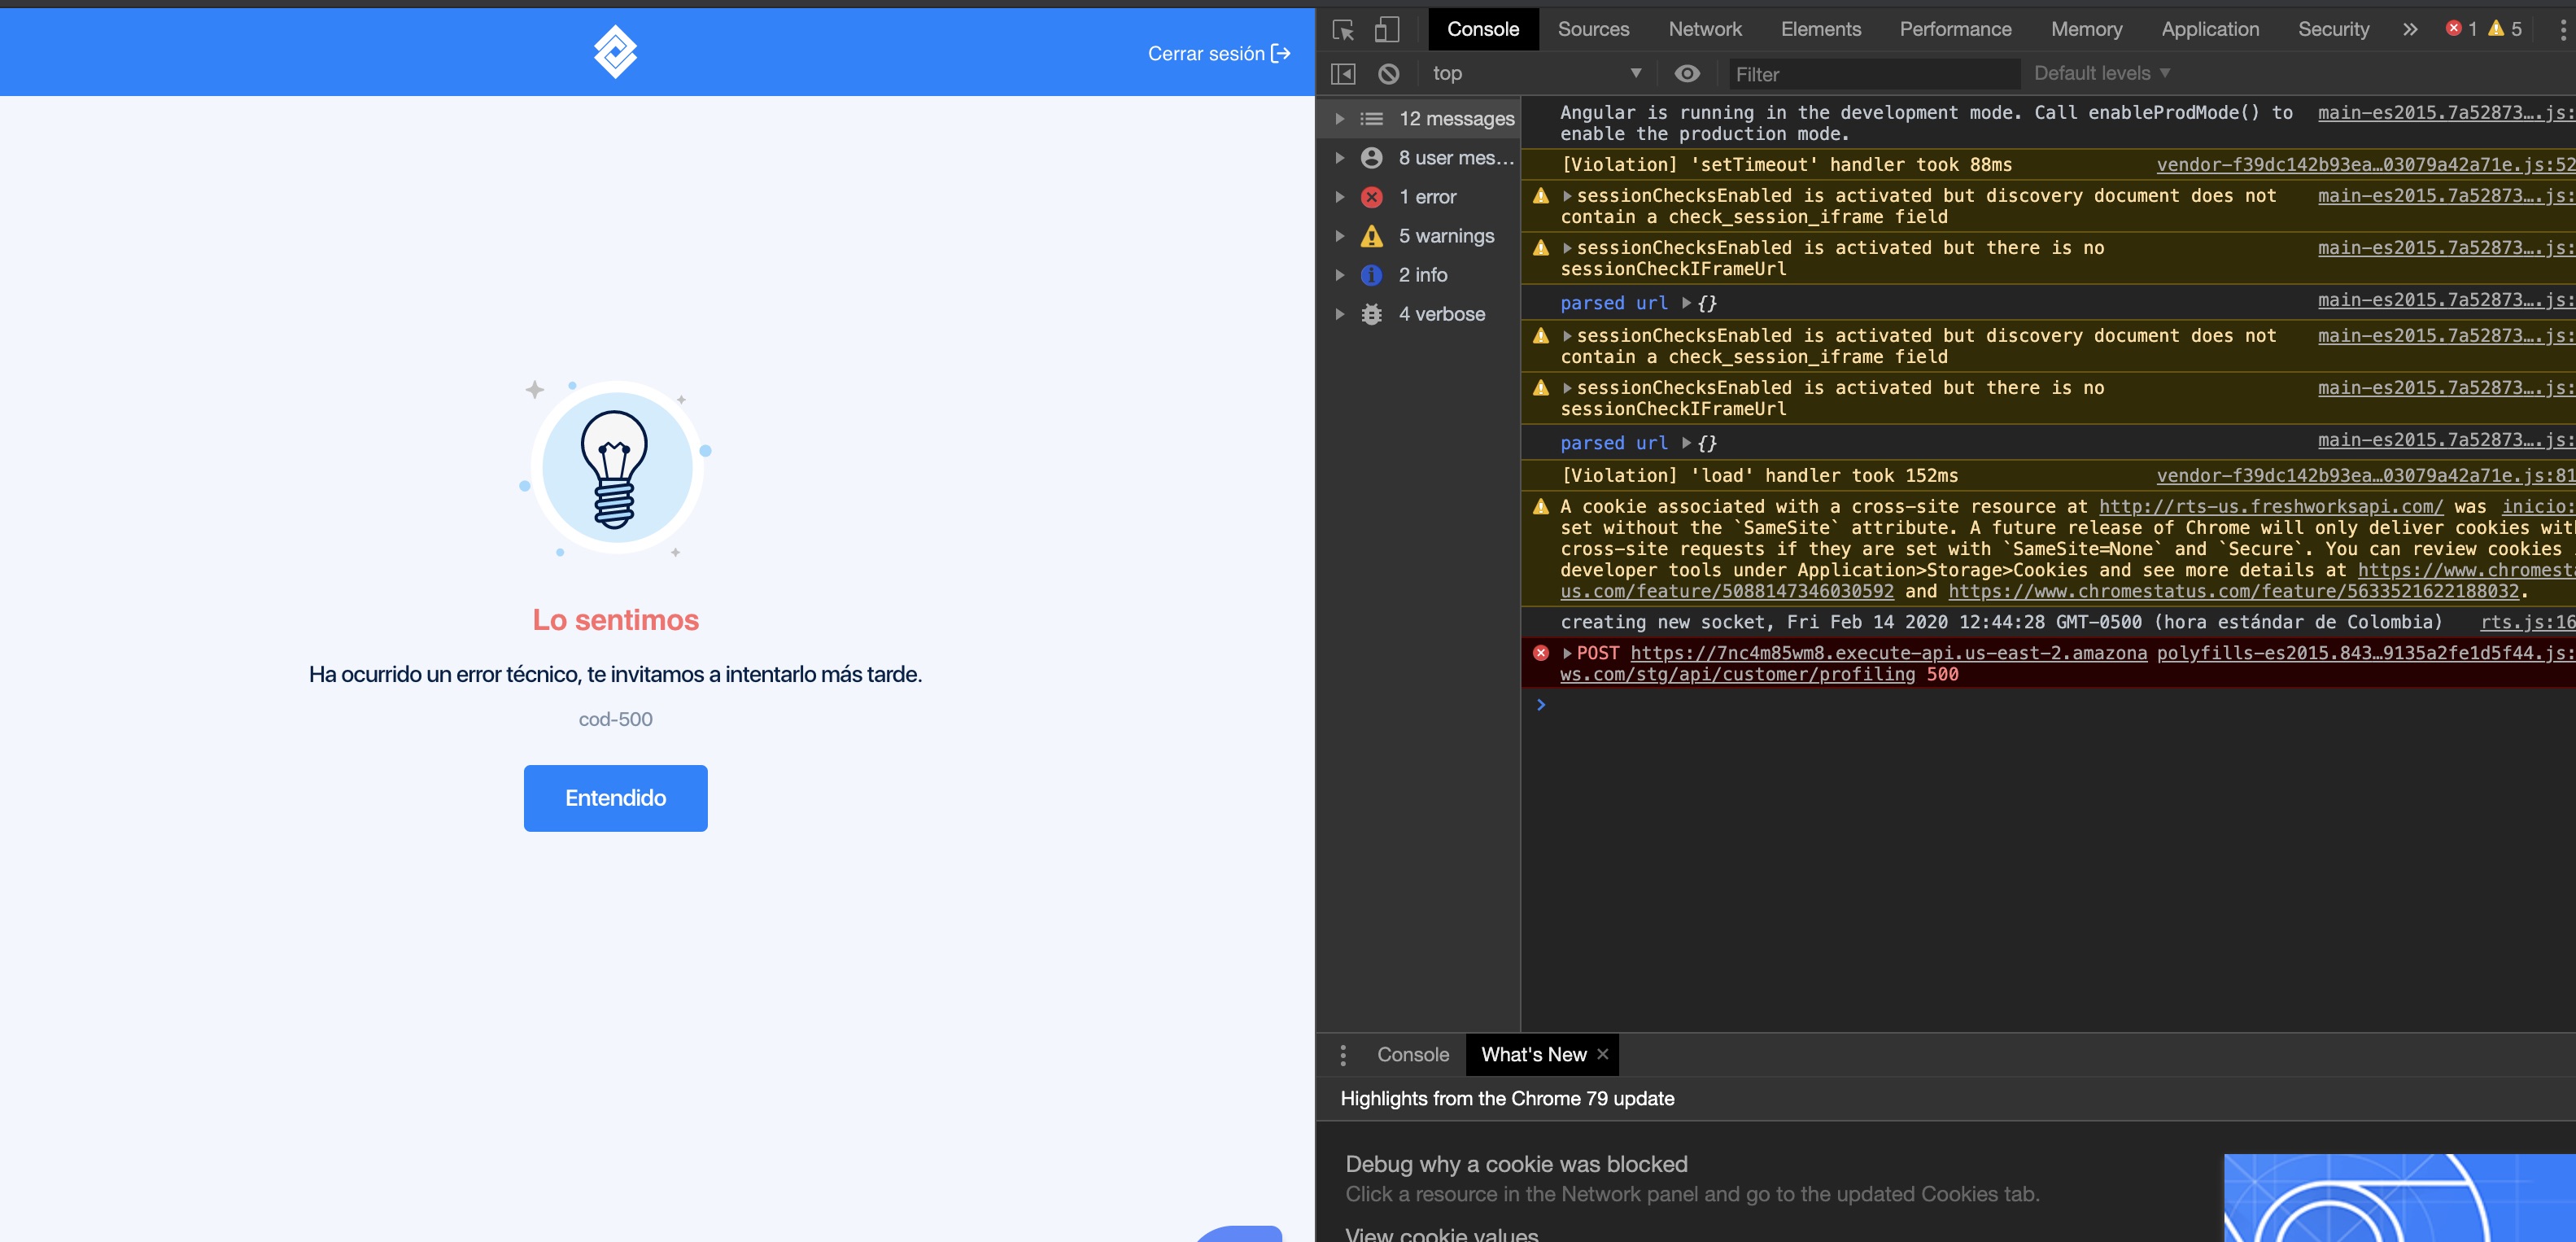 Cerrar sesión
Lo sentimos
Ha ocurrido un error técnico, te invitamos a intentarlo más tarde.
cod-500
Entendido
Console Sources Network Elements Performance Memory Application Security 1 5
top Filter Default levels
12 messages
8 user mes...
1 error
5 warnings
2 info
4 verbose
Angular is running in the development mode. Call enableProdMode() to main-es2015.7a52873….js:
enable the production mode.
[Violation] 'setTimeout' handler took 88ms vendor-f39dc142b93ea…03079a42a71e.js:52
sessionChecksEnabled is activated but discovery document does not main-es2015.7a52873….js:
contain a check_session_iframe field
sessionChecksEnabled is activated but there is no main-es2015.7a52873….js:
sessionCheckIFrameUrl
parsed url {} main-es2015.7a52873….js:
sessionChecksEnabled is activated but discovery document does not main-es2015.7a52873….js:
contain a check_session_iframe field
sessionChecksEnabled is activated but there is no main-es2015.7a52873….js:
sessionCheckIFrameUrl
parsed url {} main-es2015.7a52873….js:
[Violation] 'load' handler took 152ms vendor-f39dc142b93ea…03079a42a71e.js:81
A cookie associated with a cross-site resource at http://rts-us.freshworksapi.com/ was inicio:
set without the `SameSite` attribute. A future release of Chrome will only deliver cookies wit
cross-site requests if they are set with `SameSite=None` and `Secure`. You can review cookies
developer tools under Application>Storage>Cookies and see more details at https://www.chromest
us.com/feature/5088147346030592 and https://www.chromestatus.com/feature/5633521622188032.
creating new socket, Fri Feb 14 2020 12:44:28 GMT-0500 (hora estándar de Colombia) rts.js:16
POST https://7nc4m85wm8.execute-api.us-east-2.amazona polyfills-es2015.843…9135a2fe1d5f44.js:
ws.com/stg/api/customer/profiling 500
Console What's New
Highlights from the Chrome 79 update
Debug why a cookie was blocked
Click a resource in the Network panel and go to the updated Cookies tab.
View cookie values